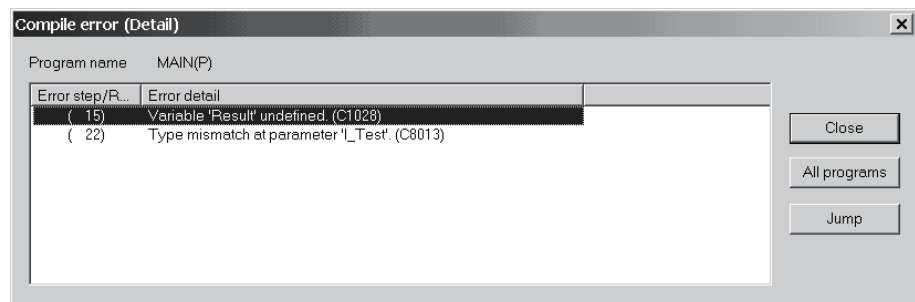 Compile error (Detail)
Program name MAIN(P)
Error step/R... Error detail
( 15) Variable 'Result' undefined. (C1028)
( 22) Type mismatch at parameter 'I_Test'. (C8013)
Close
All programs
Jump